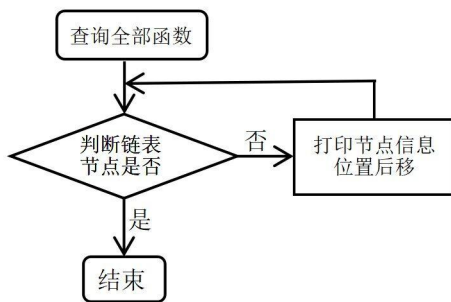 查询全部函数
判断链表
节点是否
否
打印节点信息
位置后移
是
结束